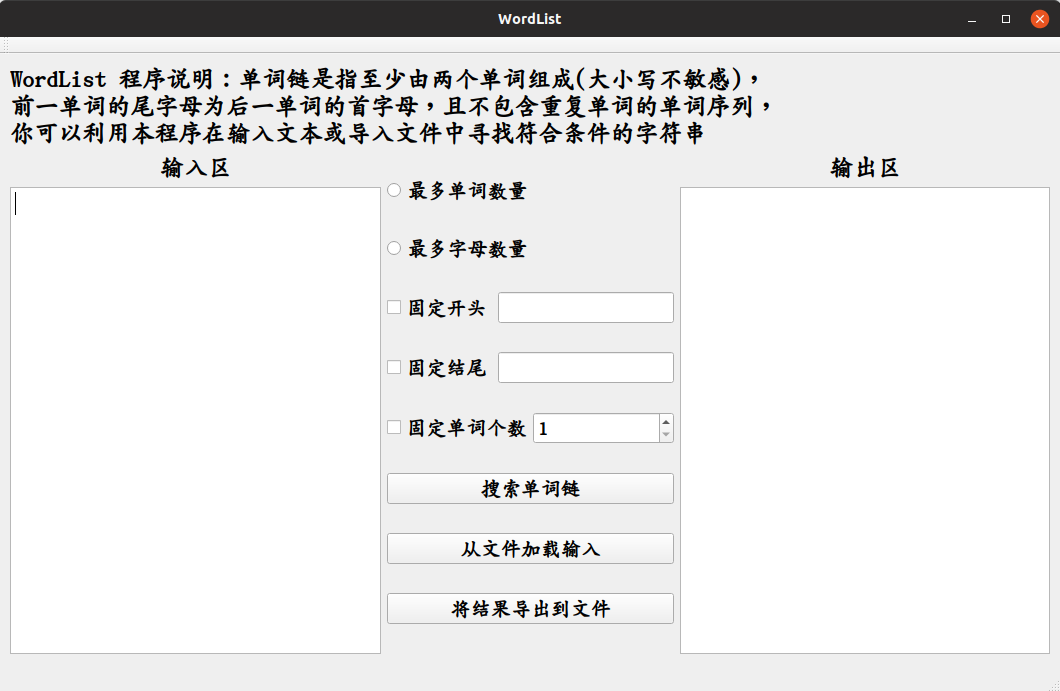 WordList
WordList 程序说明：单词链是指至少由两个单词组成(大小写不敏感)，
前一单词的尾字母为后一单词的首字母，且不包含重复单词的单词序列，
你可以利用本程序在输入文本或导入文件中寻找符合条件的字符串
输入区
输出区
最多单词数量
最多字母数量
固定开头
固定结尾
固定单词个数 1
搜索单词链
从文件加载输入
将结果导出到文件